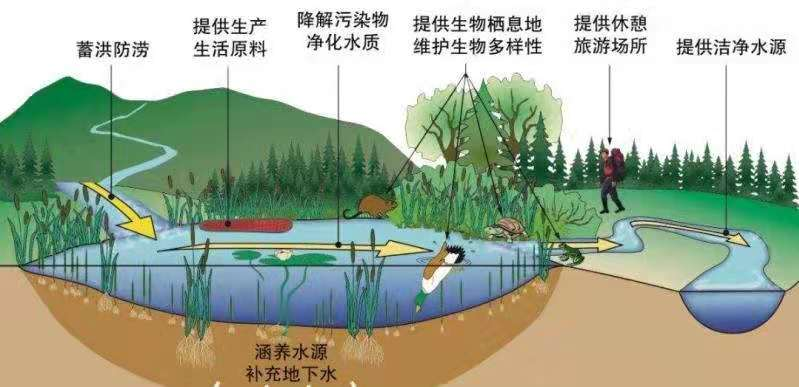 蓄洪防涝
提供生产
生活原料
降解污染物
净化水质
提供生物栖息地
维护生物多样性
提供休憩
旅游场所
提供洁净水源
涵养水源
补充地下水